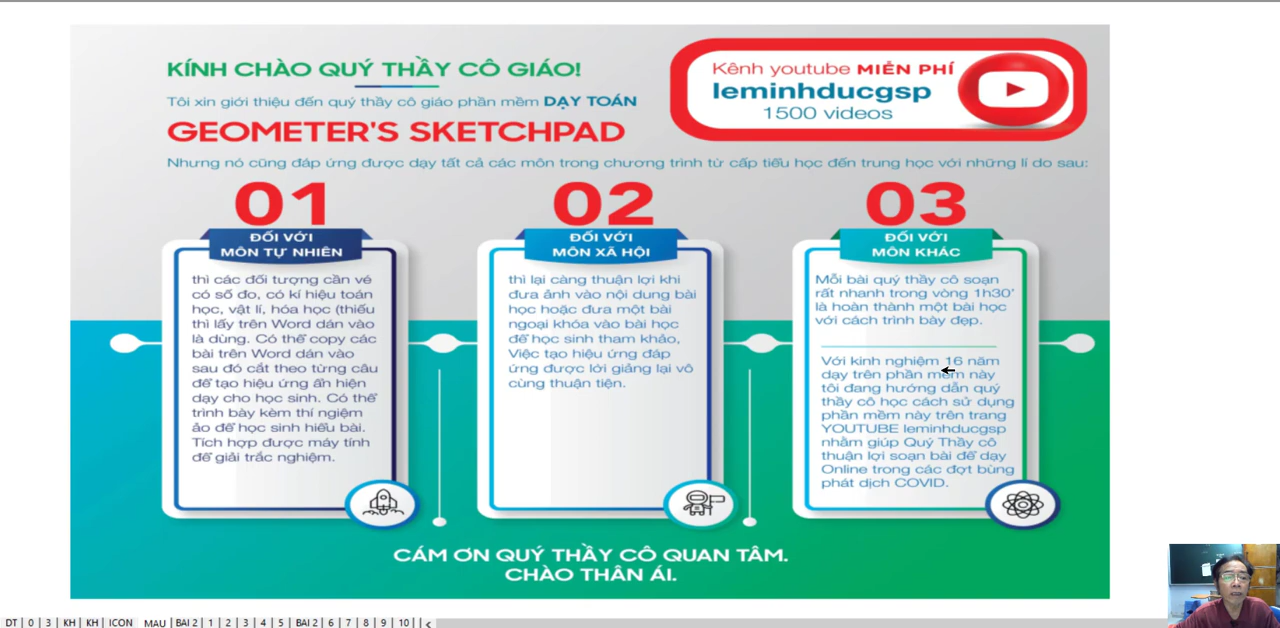 KÍNH CHÀO QUÝ THẦY CÔ GIÁO!
Tôi xin giới thiệu đến quý thầy cô giáo phần mềm DẠY TOÁN
GEOMETER'S SKETCHPAD
Kênh youtube MIỄN PHÍ
leminhducgsp
1500 videos
Nhưng nó cũng đáp ứng được dạy tất cả các môn trong chương trình từ cấp tiểu học đến trung học với những lí do sau:
01
ĐỐI VỚI
MÔN TỰ NHIÊN
thì các đối tượng cần vẽ
có số đo, có kí hiệu toán
học, vật lí, hóa học (thiếu
thì lấy trên Word dán vào
là dùng. Có thể copy các
bài trên Word dán vào
sau đó cắt theo từng câu
để tạo hiệu ứng ẩn hiện
dạy cho học sinh. Có thể
trình bày kèm thí ngiệm
ảo để học sinh hiểu bài.
Tích hợp được máy tính
để giải trắc nghiệm.
02
ĐỐI VỚI
MÔN XÃ HỘI
thì lại càng thuận lợi khi
đưa ảnh vào nội dung bài
học hoặc đưa một bài
ngoại khóa vào bài học
để học sinh tham khảo,
Việc tạo hiệu ứng đáp
ứng được lới giảng lại vô
cùng thuận tiện.
03
ĐỐI VỚI
MÔN KHÁC
Mỗi bài quý thầy cô soạn
rất nhanh trong vòng 1h30'
là hoàn thành một bài học
với cách trình bày đẹp.
Với kinh nghiệm 16 năm
dạy trên phần mềm này
tôi đang hướng dẫn quý
thầy cô học cách sử dụng
phần mềm này trên trang
YOUTUBE leminhducgsp
nhằm giúp Quý Thầy cô
thuận lợi soạn bài để dạy
Online trong các đợt bùng
phát dịch COVID.
CÁM ƠN QUÝ THẦY CÔ QUAN TÂM.
CHÀO THÂN ÁI.
DT | 0 | 3 | KH | KH | ICON MAU | BAI 2 | 1 | 2 | 3 | 4 | 5 | BAI 2 | 6 | 7 | 8 | 9 | 10 | | <